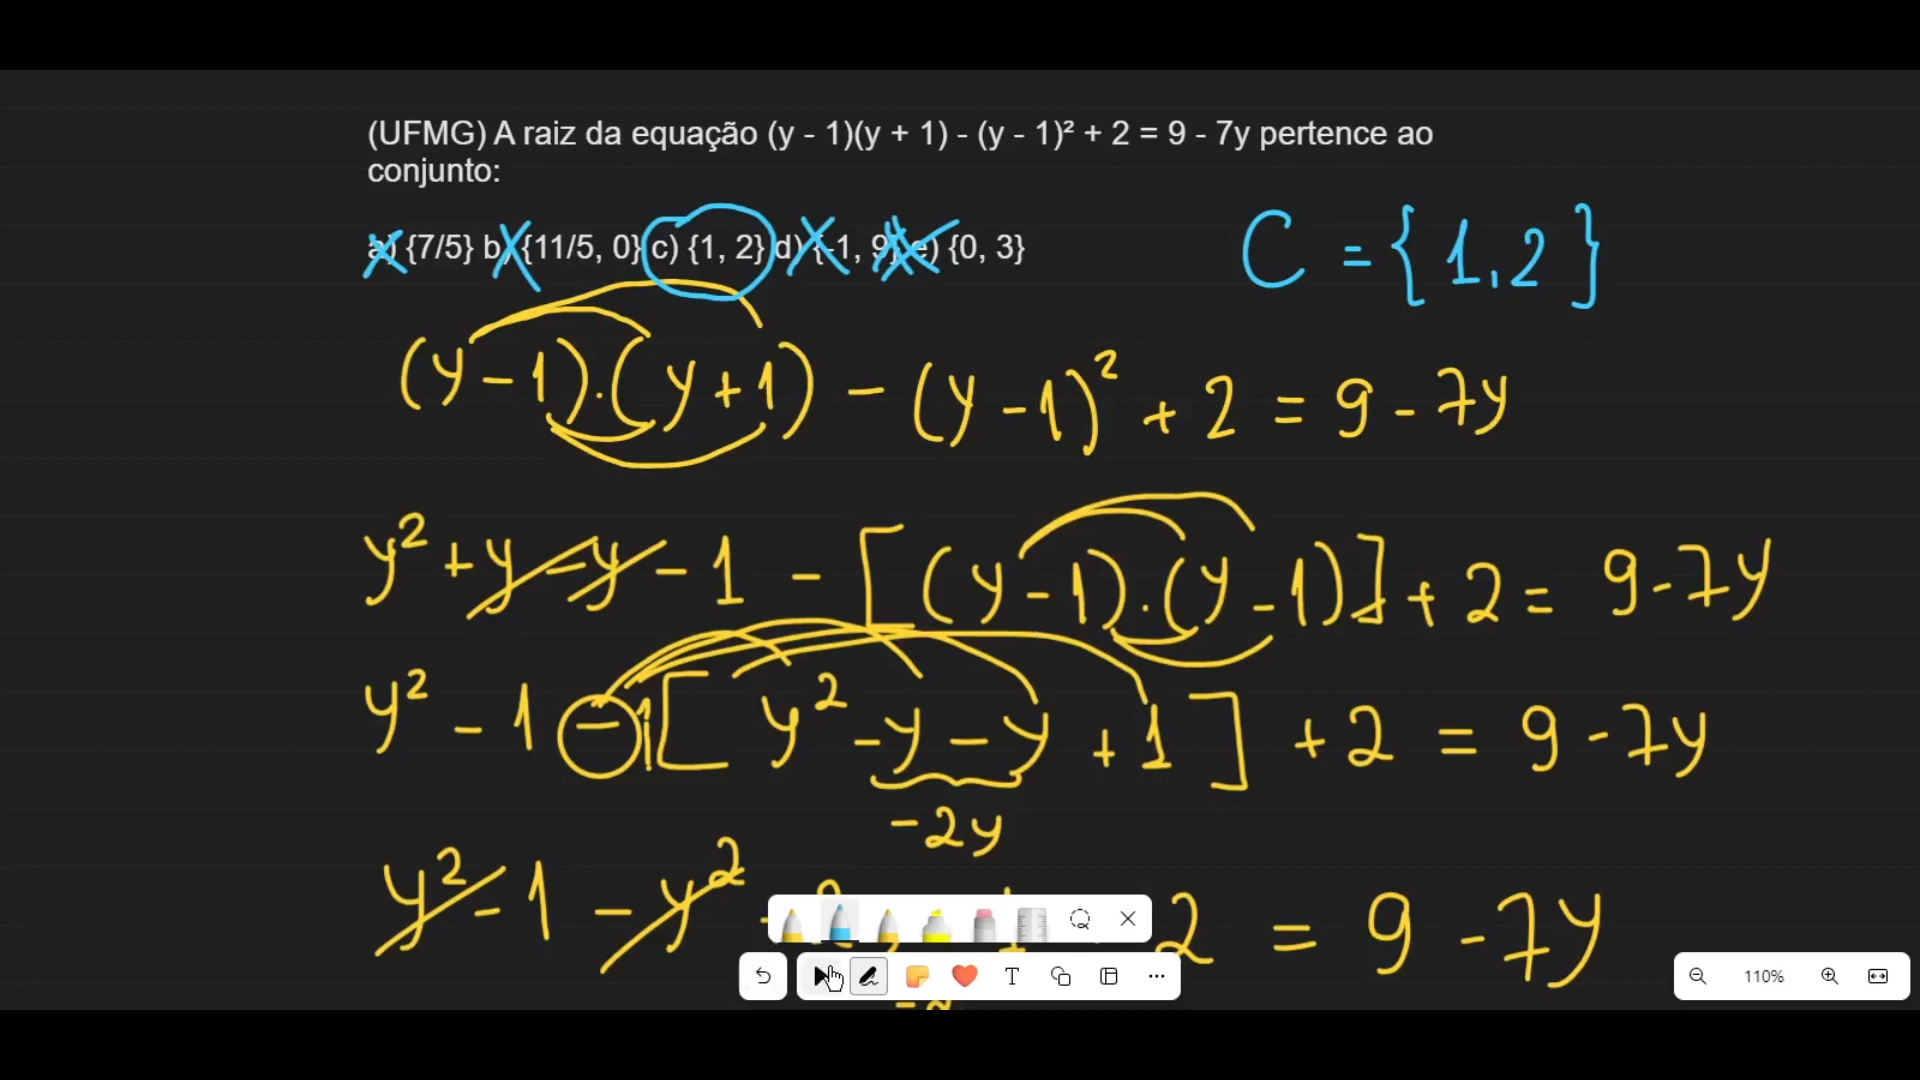 (UFMG) A raiz da equação (y - 1)(y + 1) - (y - 1)² + 2 = 9 - 7y pertence ao
conjunto:
a) {7/5} b) {11/5, 0} c) {1, 2} d) {-1, 9} e) {0, 3}
C = {1,2}
(y - 1).(y + 1) - (y - 1)² + 2 = 9 - 7y
y² + y - y - 1 - [(y - 1).(y - 1)] + 2 = 9 - 7y
y² - 1 - 1[y² - y - y + 1] + 2 = 9 - 7y
-2y
y² - 1 - y² 2 = 9 - 7y
T
110%